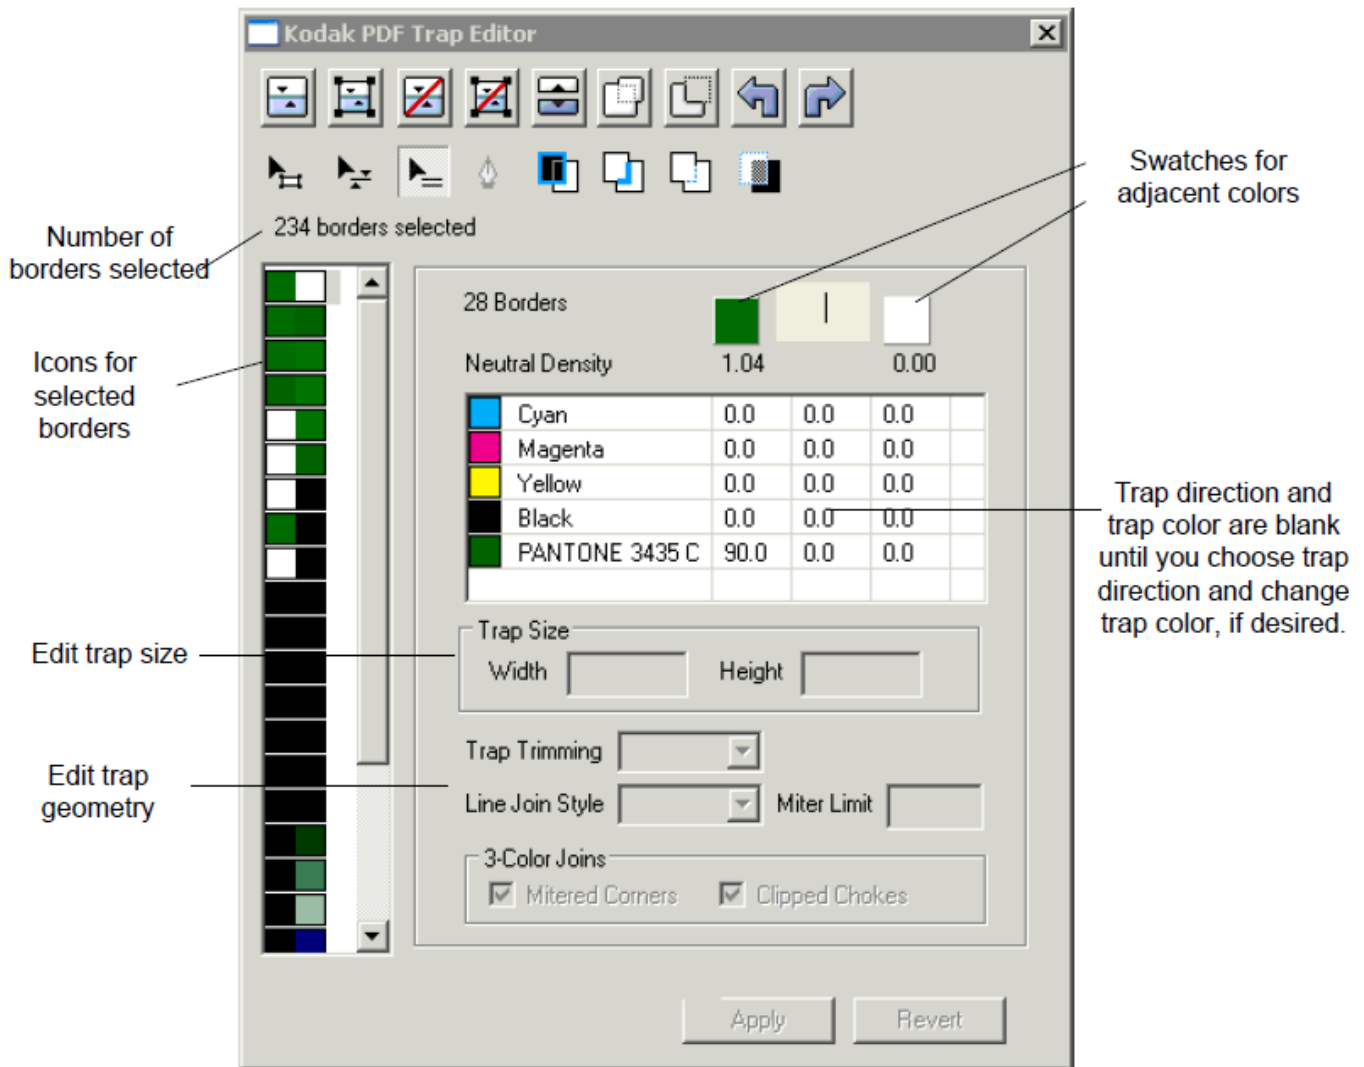 Kodak PDF Trap Editor
Swatches for
adjacent colors
Number of
borders selected
234 borders selected
28 Borders
Neutral Density 1.04 0.00
Icons for
selected
borders
Cyan 0.0 0.0 0.0
Magenta 0.0 0.0 0.0
Yellow 0.0 0.0 0.0
Black 0.0 0.0 0.0
PANTONE 3435 C 90.0 0.0 0.0
Trap direction and
trap color are blank
until you choose trap
direction and change
trap color, if desired.
Edit trap size
Trap Size
Width Height
Edit trap
geometry
Trap Trimming
Line Join Style Miter Limit
3-Color Joins
Mitered Corners Clipped Chokes
Apply Revert